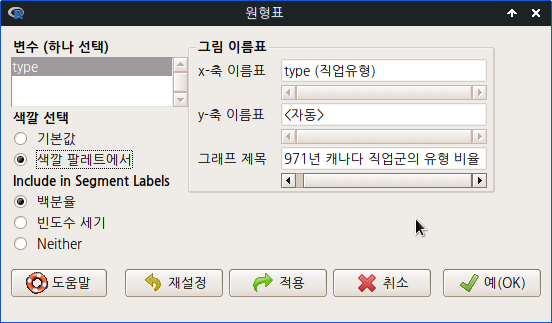 원형표
변수 (하나 선택)
type
색깔 선택
기본값
색깔 팔레트에서
Include in Segment Labels
백분율
빈도수 세기
Neither
그림 이름표
x-축 이름표
type (직업유형)
y-축 이름표
<자동>
그래프 제목
971년 캐나다 직업군의 유형 비율
도움말
재설정
적용
취소
예(OK)